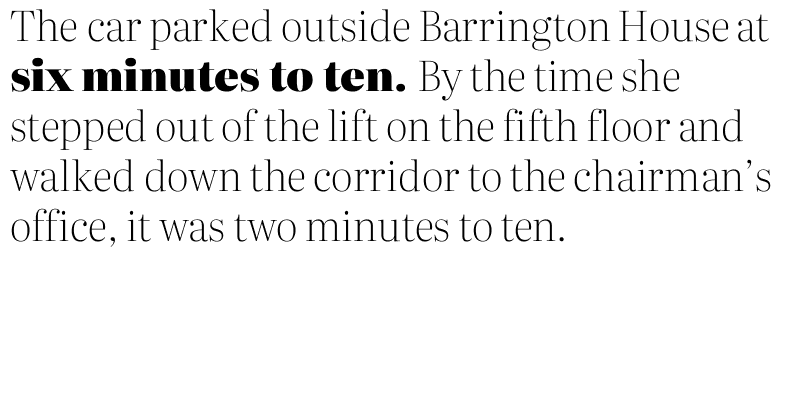 The car parked outside Barrington House at
six minutes to ten. By the time she
stepped out of the lift on the fifth floor and
walked down the corridor to the chairman’s
office, it was two minutes to ten.